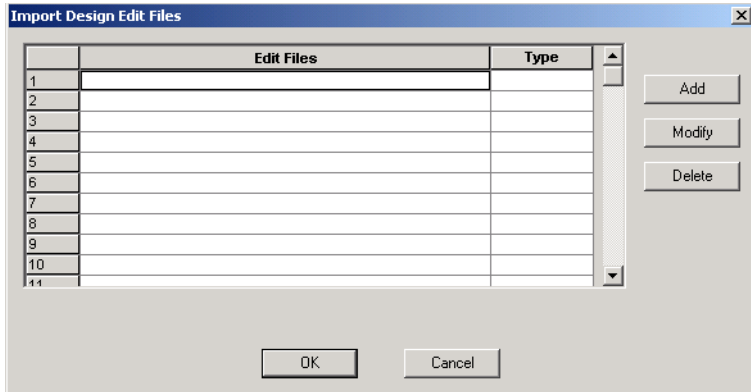 Import Design Edit Files
Edit Files Type
1
2
3
4
5
6
7
8
9
10
11
Add
Modify
Delete
OK Cancel